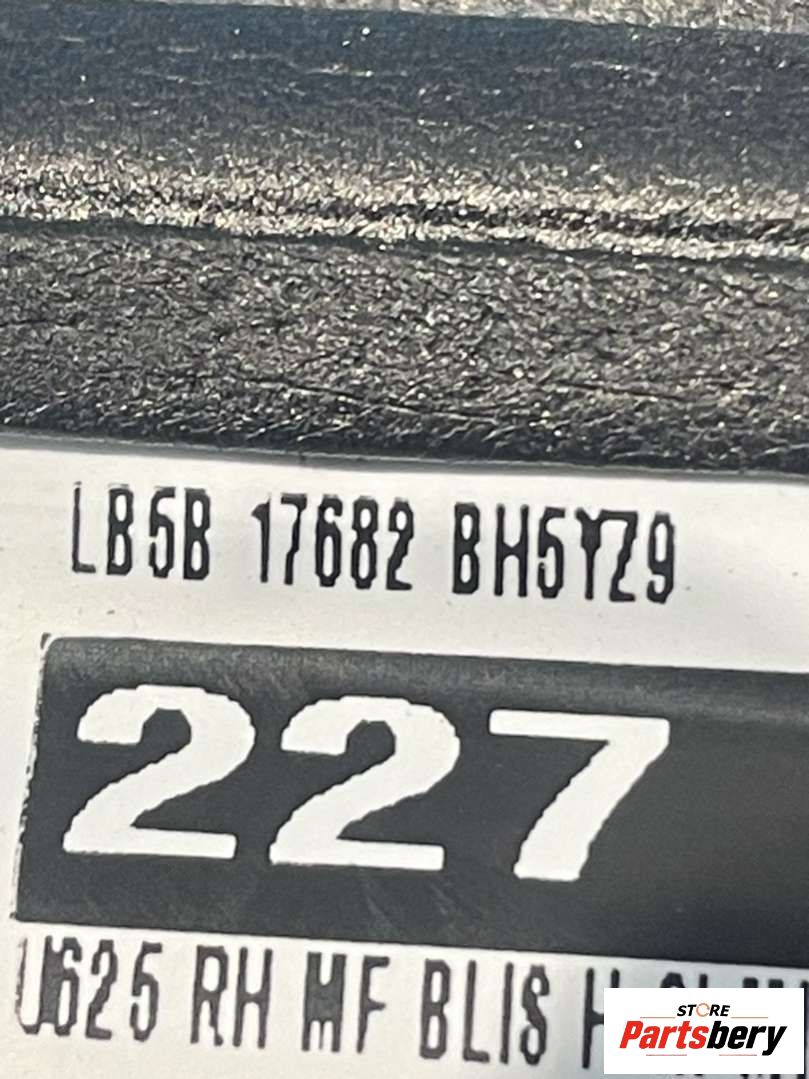 LB5B 17682 BH5YZ9
227
U625 RH MF BLIS
STORE
Partsbery